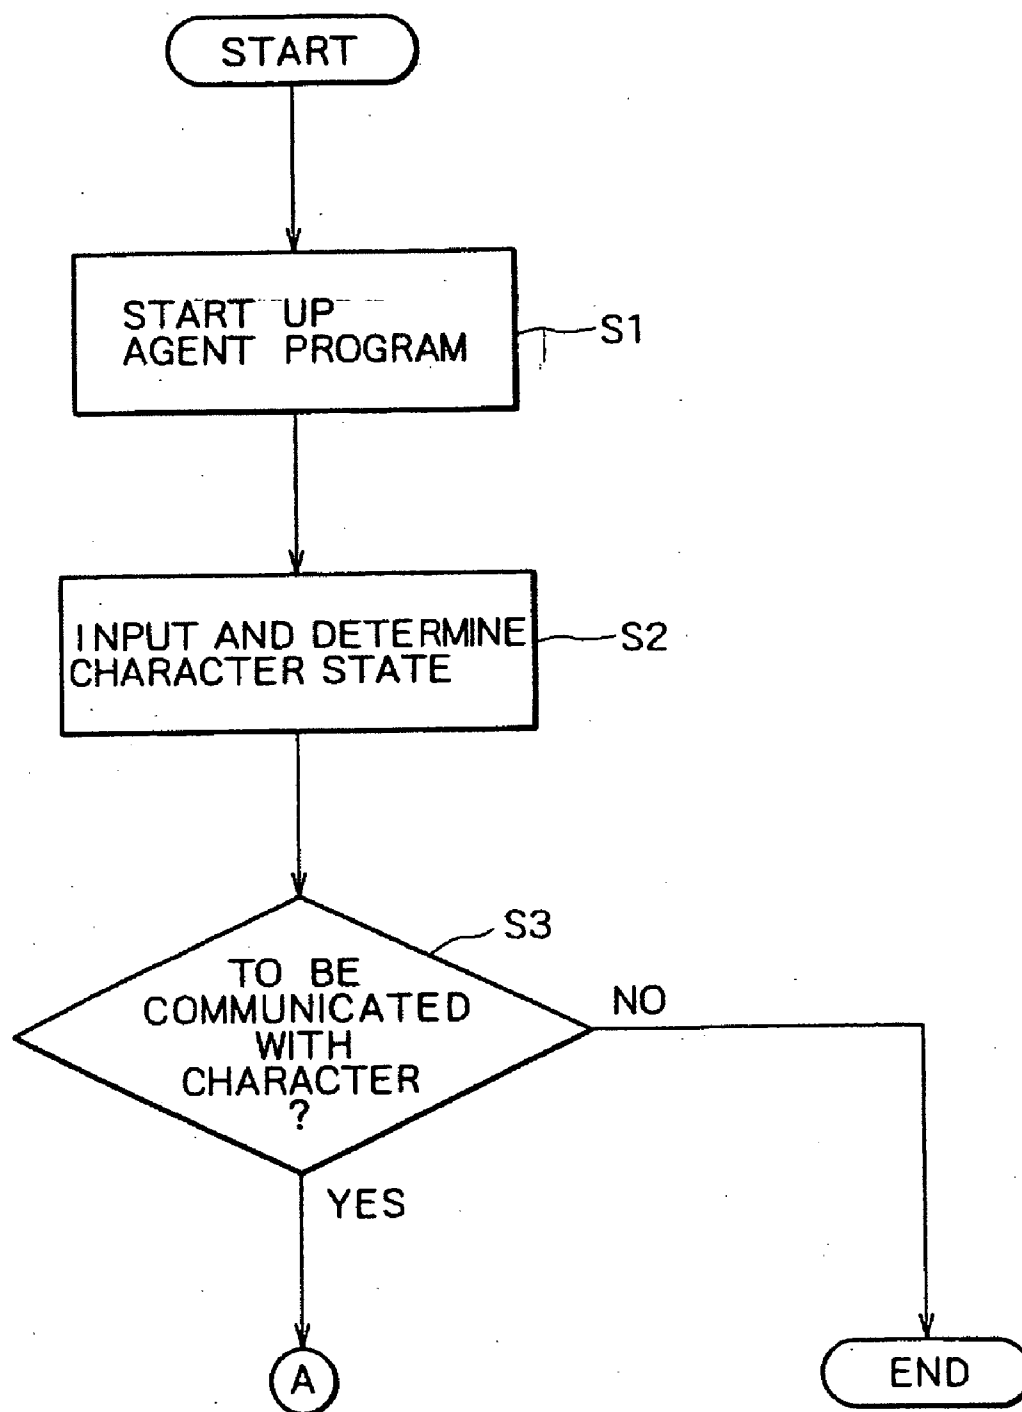 START
START UP
AGENT PROGRAM
S1
INPUT AND DETERMINE
CHARACTER STATE
S2
S3
TO BE
COMMUNICATED
WITH
CHARACTER
?
NO
YES
A
END